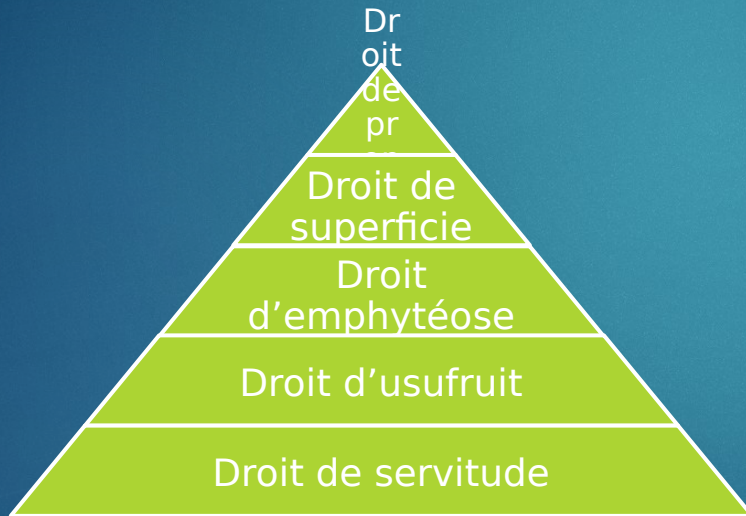 Dr
oit
de
pr
Droit de
superficie
Droit
d’emphytéose
Droit d’usufruit
Droit de servitude